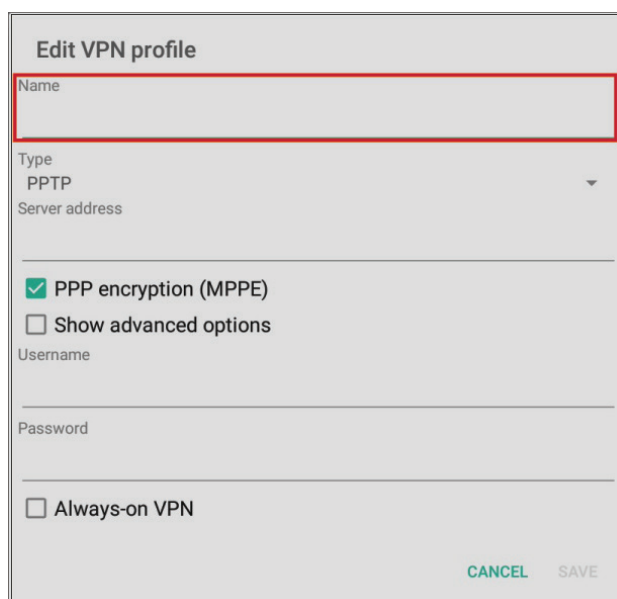 Edit VPN profile
Name
Type
PPTP
Server address
PPP encryption (MPPE)
Show advanced options
Username
Password
Always-on VPN
CANCEL SAVE